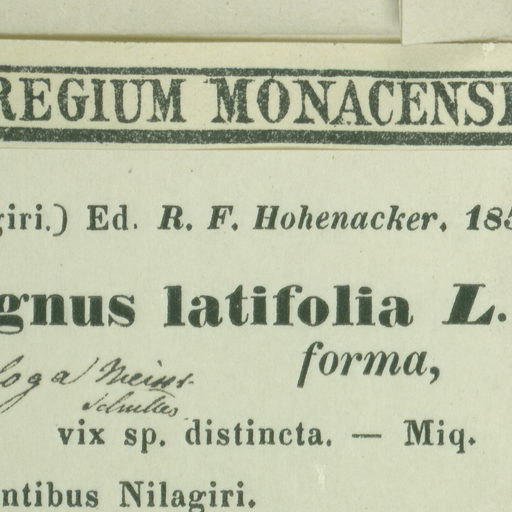 REGIUM MONACENSE
giri.) Ed. R. F. Hohenacker. 185
gnus latifolia L.
forma,
vix sp. distincta. — Miq.
ntibus Nilagiri.